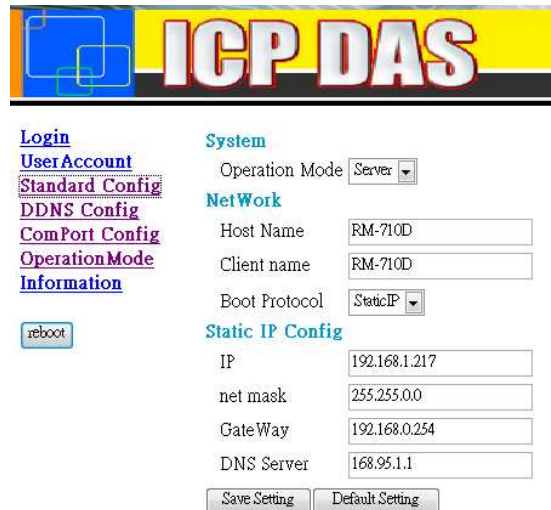 ICP DAS
Login
UserAccount
Standard Config
DDNS Config
ComPort Config
OperationMode
Information
reboot
System
Operation Mode Server
NetWork
Host Name RM-710D
Client name RM-710D
Boot Protocol StaticIP
Static IP Config
IP 192.168.1.217
net mask 255.255.0.0
GateWay 192.168.0.254
DNS Server 168.95.1.1
Save Setting Default Setting